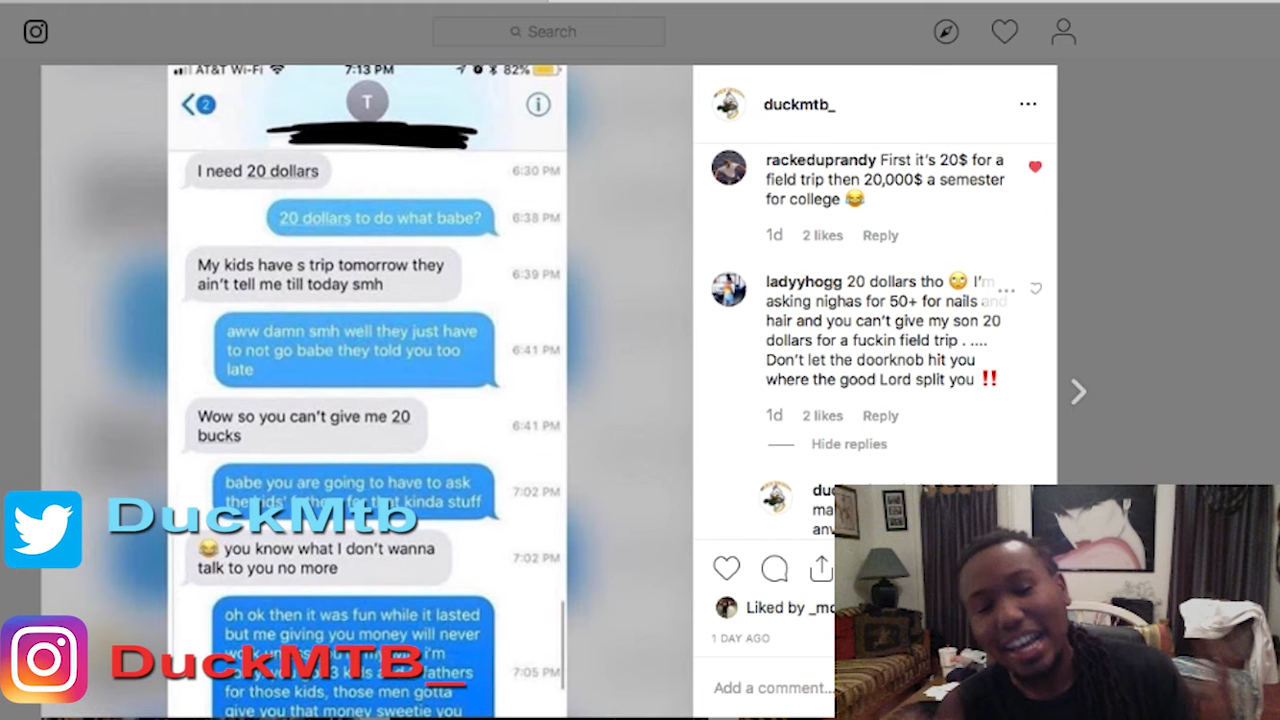 Search
AT&T Wi-Fi 7:13 PM 82%
2
T
I need 20 dollars
6:30 PM
20 dollars to do what babe?
6:38 PM
My kids have s trip tomorrow they
ain't tell me till today smh
6:39 PM
aww damn smh well they just have
to not go babe they told you too
late
6:41 PM
Wow so you can't give me 20
bucks
6:41 PM
babe you are going to have to ask
the kids' for that kinda stuff
7:02 PM
😂 you know what I don't wanna
talk to you no more
7:02 PM
oh ok then it was fun while it lasted
but me giving you money will never
i'm
3 kids fathers
7:05 PM
for those kids, those men gotta
give you that money sweetie you
DuckMtb
DuckMTB_
duckmtb_
rackeduprandy First it's 20$ for a
field trip then 20,000$ a semester
for college 😂
1d 2 likes Reply
ladyyhogg 20 dollars tho 🙄 I'm
asking nighas for 50+ for nails and
hair and you can't give my son 20
dollars for a fuckin field trip . ....
Don't let the doorknob hit you
where the good Lord split you ‼️
1d 2 likes Reply
Hide replies
Liked by
1 DAY AGO
Add a comment...